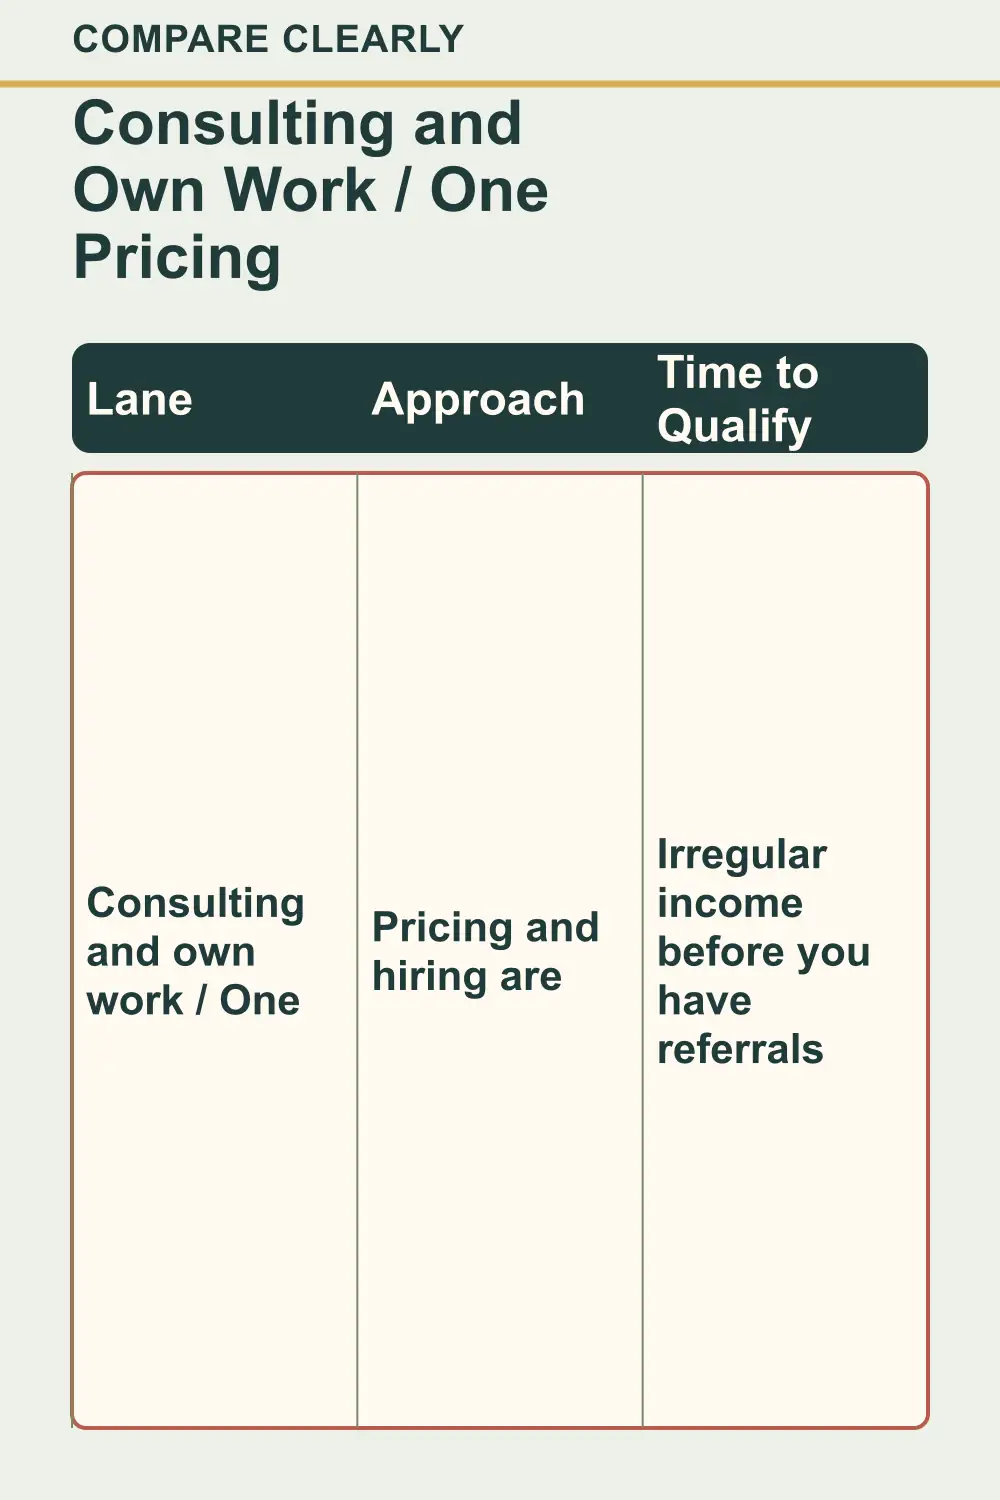 COMPARE CLEARLY
Consulting and
Own Work / One
Pricing
Lane
Approach
Time to
Qualify
Consulting
and own
work / One
Pricing and
hiring are
Irregular
income
before you
have
referrals